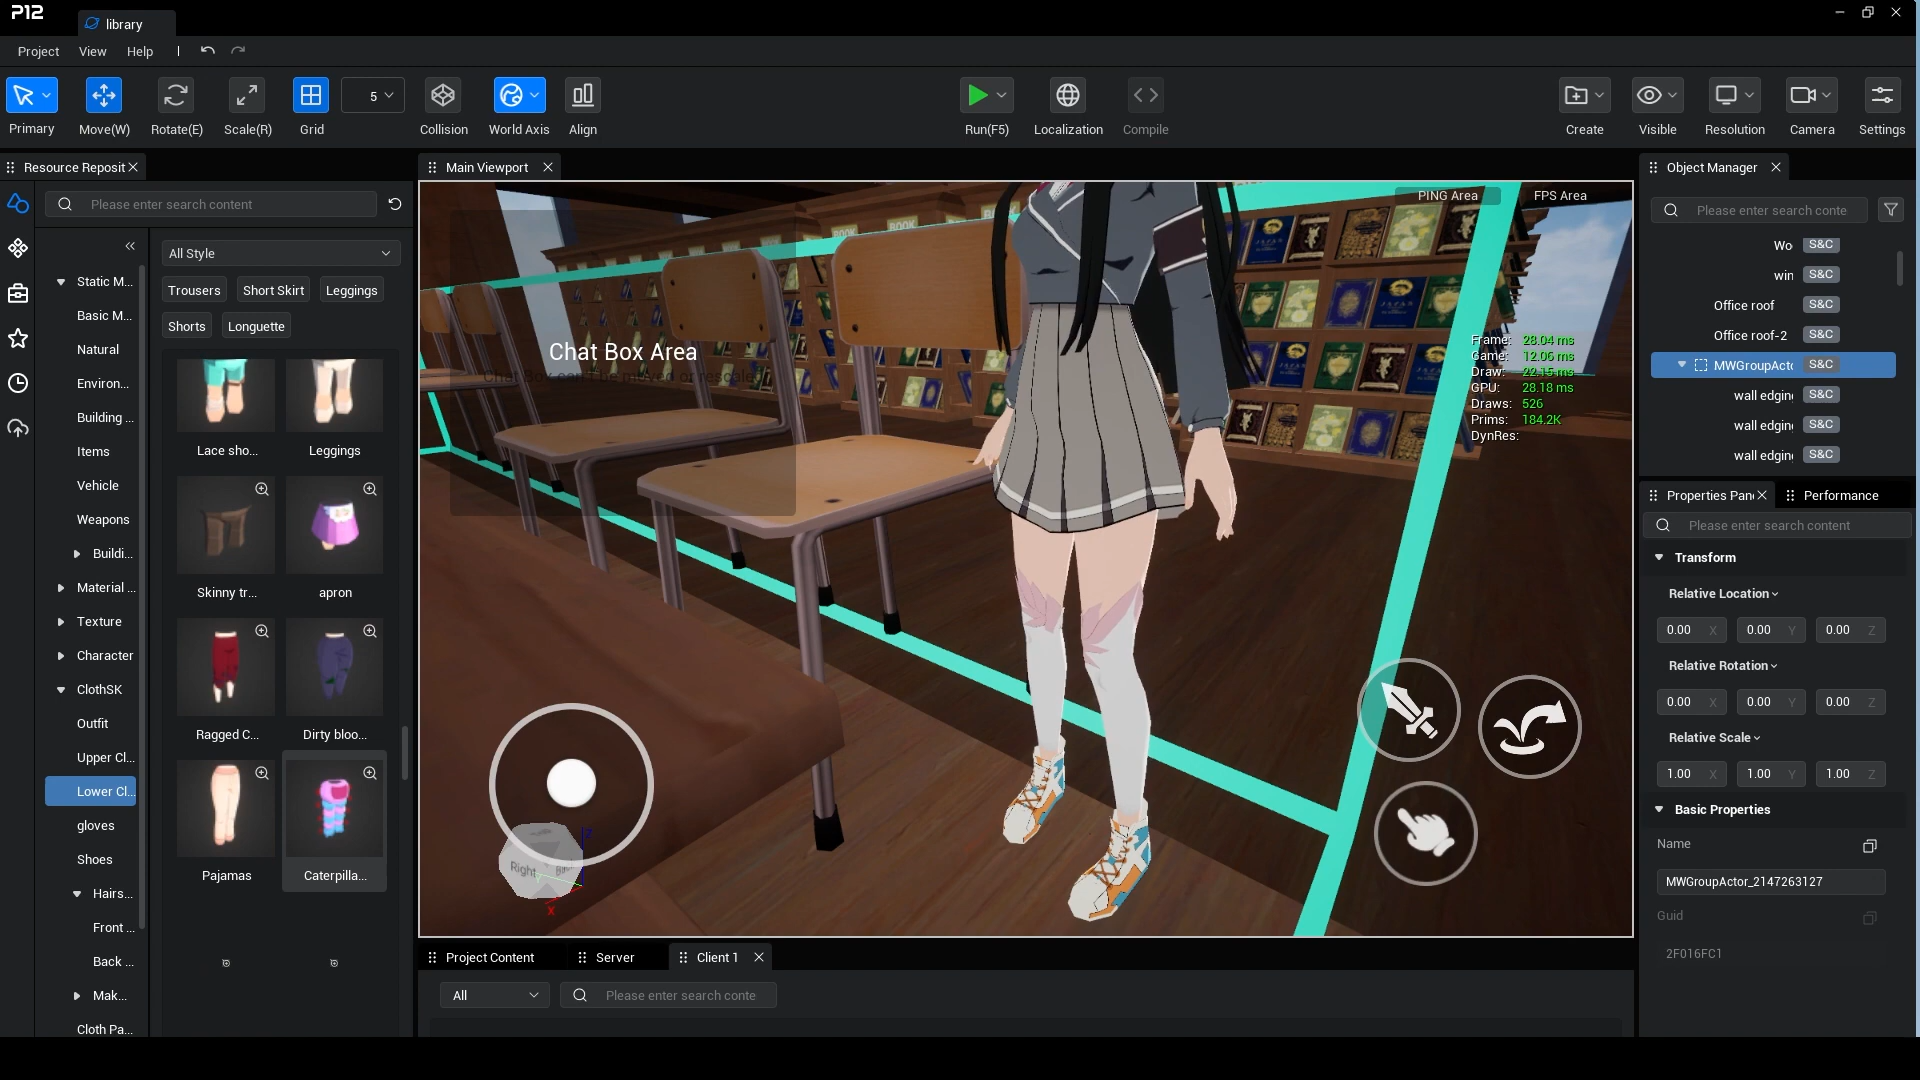 P12
library
Project View Help
Primary Move(W) Rotate(E) Scale(R) Grid 5 Collision World Axis Align Run(F5) Localization Compile Create Visible Resolution Camera Settings
Resource Reposit
Please enter search content
All Style
Trousers Short Skirt Leggings
Shorts Longuette
Static M...
Basic M...
Natural
Environ...
Building ...
Items
Vehicle
Weapons
Buildi...
Material ...
Texture
Character
ClothSK
Outfit
Upper Cl...
Lower Cl...
gloves
Shoes
Hairs...
Front ...
Back ...
Mak...
Cloth Pa...
Lace sho... Leggings
Skinny tr... apron
Ragged C... Dirty bloo...
Pajamas Caterpilla...
Main Viewport
PING Area FPS Area
BOOK
BOOK
Chat Box Area
Frame: 28.04 ms
Game: 12.06 ms
Draw: 22.15 ms
GPU: 28.18 ms
Draws: 526
Prims: 184.2K
DynRes:
Right
Z
X
Project Content Server Client 1
All Please enter search conte
Object Manager
Please enter search conte
Wo S&C
win S&C
Office roof S&C
Office roof-2 S&C
MWGroupActo S&C
wall edging S&C
wall edging S&C
wall edging S&C
Properties Pan Performance
Please enter search content
Transform
Relative Location
0.00 X 0.00 Y 0.00 Z
Relative Rotation
0.00 X 0.00 Y 0.00 Z
Relative Scale
1.00 X 1.00 Y 1.00 Z
Basic Properties
Name
MWGroupActor_2147263127
Guid
2F016FC1